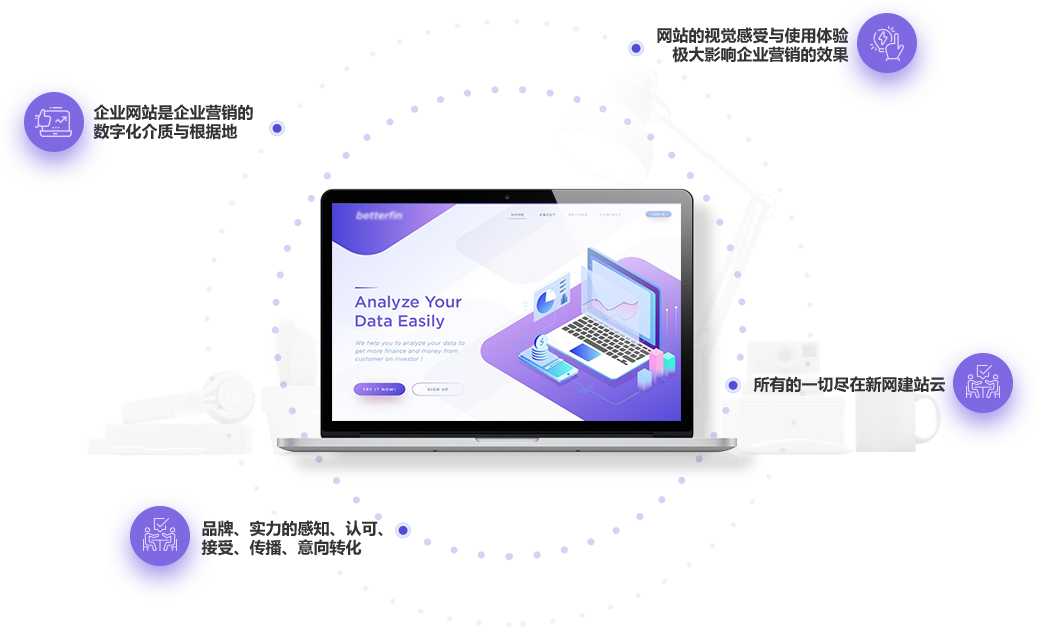 网站的视觉感受与使用体验
极大影响企业营销的效果
企业网站是企业营销的
数字化介质与根据地
betterfin
HOME ABOUT PRICING CONTACT
Analyze Your
Data Easily
We help you to analyze your data to
get more finance and money from
customer on investor !
TRY IT NOW! SIGN UP
所有的一切尽在新网建站云
品牌、实力的感知、认可、
接受、传播、意向转化